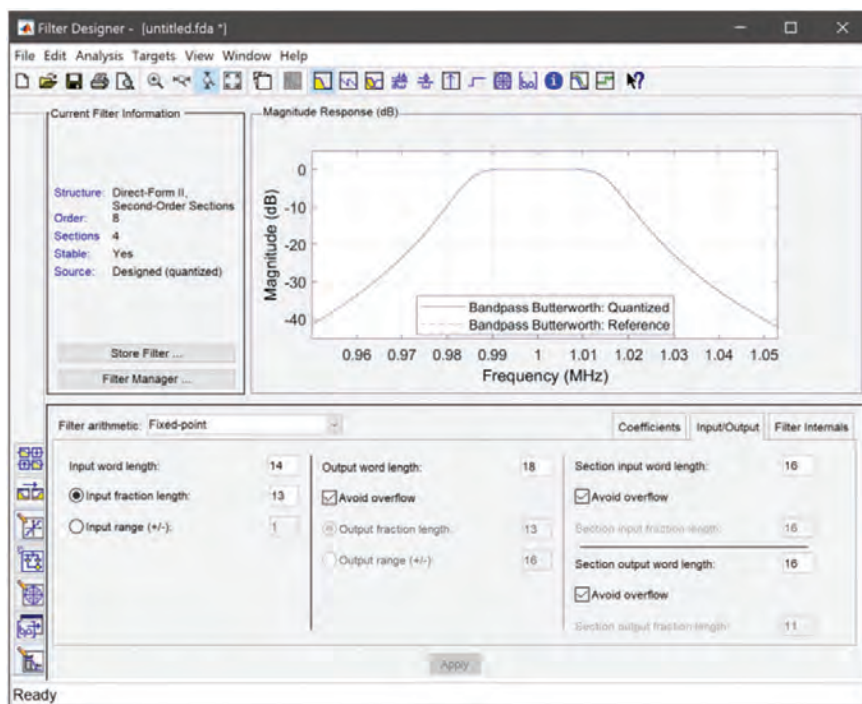 Filter Designer - [untitled.fda *]
File Edit Analysis Targets View Window Help
Current Filter Information
Structure: Direct-Form II,
Second-Order Sections
Order: 8
Sections 4
Stable: Yes
Source: Designed (quantized)
Store Filter ...
Filter Manager ...
Magnitude Response (dB)
Magnitude (dB)
0
-10
-20
-30
-40
Bandpass Butterworth: Quantized
Bandpass Butterworth: Reference
0.96 0.97 0.98 0.99 1 1.01 1.02 1.03 1.04 1.05
Frequency (MHz)
Filter arithmetic: Fixed-point
Coefficients Input/Output Filter Internals
Input word length: 14
Input fraction length: 13
Input range (+/-): 1
Output word length: 18
Avoid overflow
Output fraction length: 13
Output range (+/-): 16
Section input word length: 16
Avoid overflow
Section input fraction length: 16
Section output word length: 16
Avoid overflow
Section output fraction length: 11
Apply
Ready